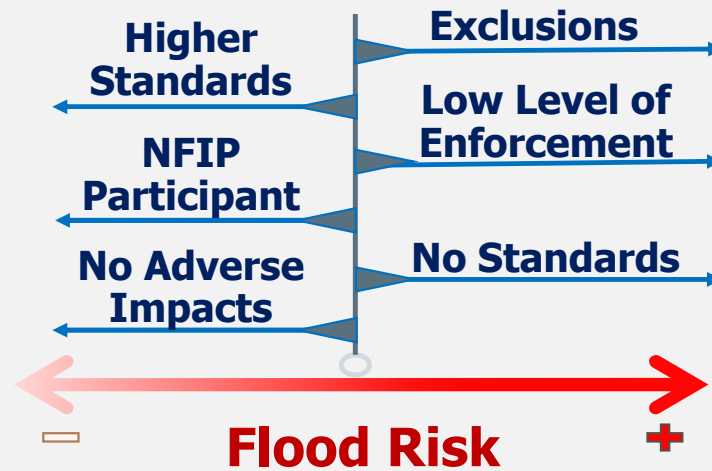 Exclusions
Higher
Standards
Low Level of
Enforcement
NFIP
Participant
No Standards
No Adverse
Impacts
Flood Risk